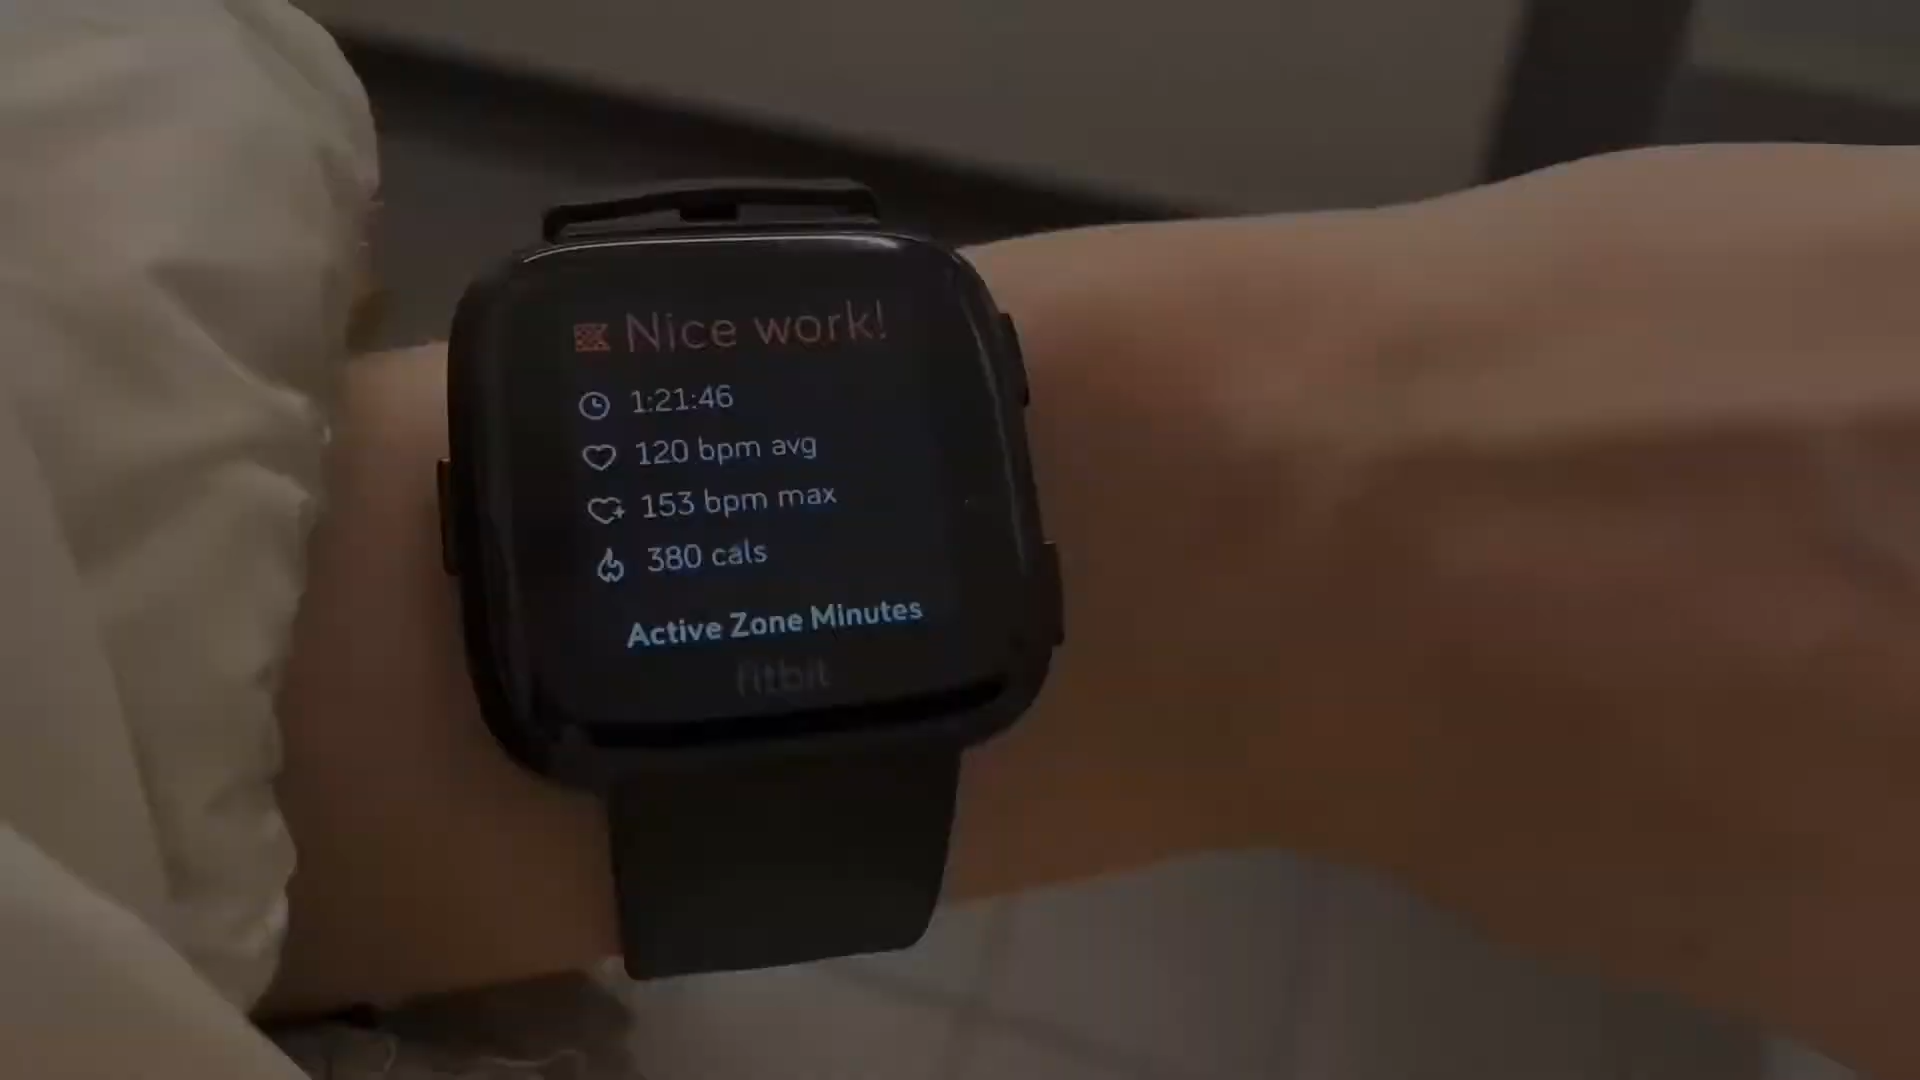 Nice work!
1:21:46
120 bpm avg
153 bpm max
380 cals
Active Zone Minutes
fitbit